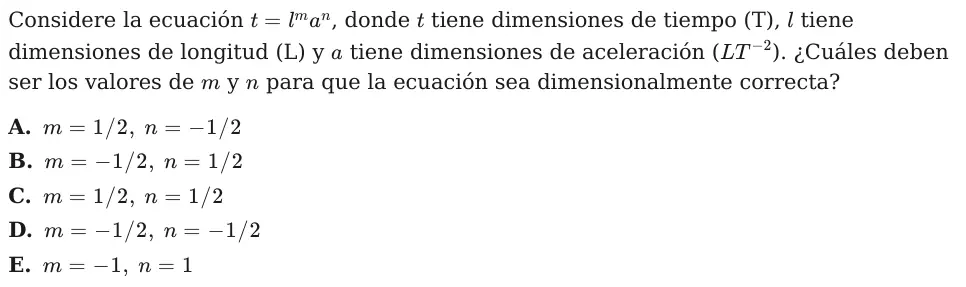 Considere la ecuación t = lᵐaⁿ, donde t tiene dimensiones de tiempo (T), l tiene
dimensiones de longitud (L) y a tiene dimensiones de aceleración (LT⁻²). ¿Cuáles deben
ser los valores de m y n para que la ecuación sea dimensionalmente correcta?
A. m = 1/2, n = −1/2
B. m = −1/2, n = 1/2
C. m = 1/2, n = 1/2
D. m = −1/2, n = −1/2
E. m = −1, n = 1